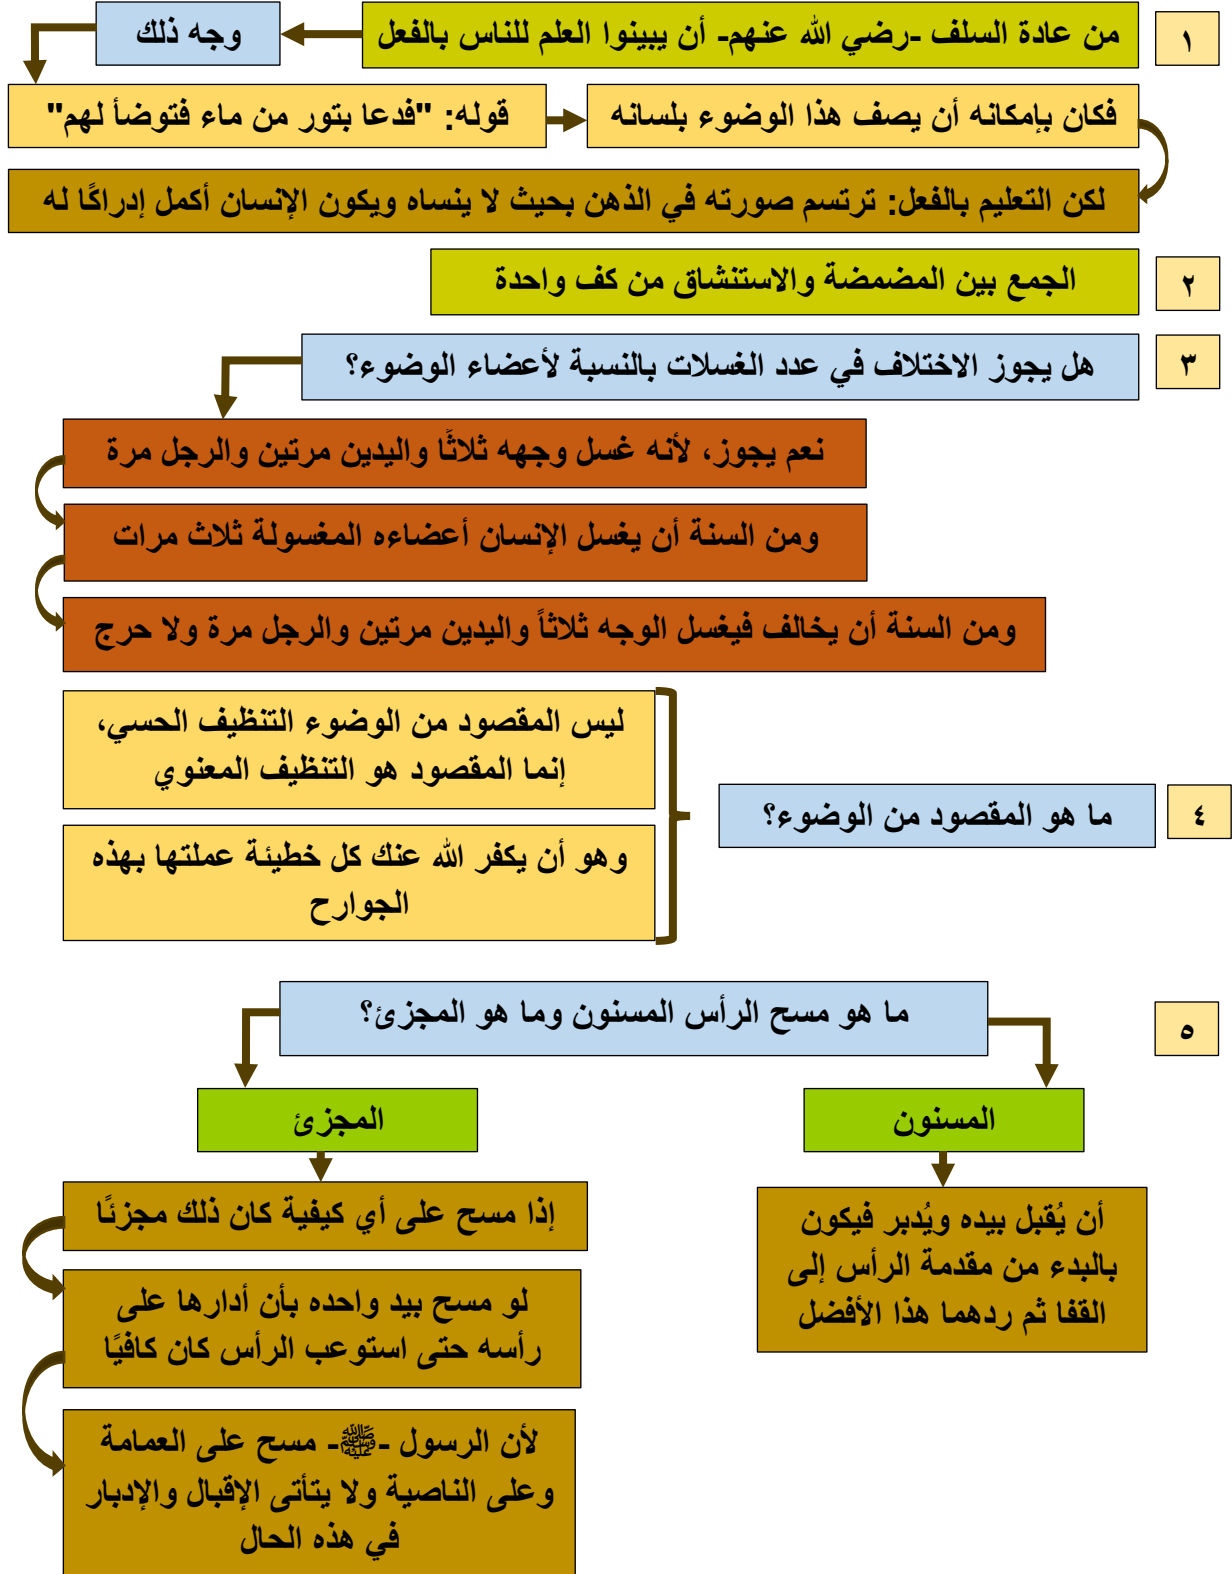 ١
من عادة السلف -رضي الله عنهم- أن يبينوا العلم للناس بالفعل
وجه ذلك
قوله: "فدعا بتور من ماء فتوضأ لهم"
فكان بإمكانه أن يصف هذا الوضوء بلسانه
لكن التعليم بالفعل: ترتسم صورته في الذهن بحيث لا ينساه ويكون الإنسان أكمل إدراكًا له
٢
الجمع بين المضمضة والاستنشاق من كف واحدة
٣
هل يجوز الاختلاف في عدد الغسلات بالنسبة لأعضاء الوضوء؟
نعم يجوز، لأنه غسل وجهه ثلاثًا واليدين مرتين والرجل مرة
ومن السنة أن يغسل الإنسان أعضاءه المغسولة ثلاث مرات
ومن السنة أن يخالف فيغسل الوجه ثلاثاً واليدين مرتين والرجل مرة ولا حرج
٤
ما هو المقصود من الوضوء؟
ليس المقصود من الوضوء التنظيف الحسي،
إنما المقصود هو التنظيف المعنوي
وهو أن يكفر الله عنك كل خطيئة عملتها بهذه
الجوارح
٥
ما هو مسح الرأس المسنون وما هو المجزئ؟
المسنون
أن يُقبل بيده ويُدبر فيكون
بالبدء من مقدمة الرأس إلى
القفا ثم ردهما هذا الأفضل
المجزئ
إذا مسح على أي كيفية كان ذلك مجزئًا
لو مسح بيد واحده بأن أدارها على
رأسه حتى استوعب الرأس كان كافيًا
لأن الرسول -ﷺ- مسح على العمامة
وعلى الناصية ولا يتأتى الإقبال والإدبار
في هذه الحال